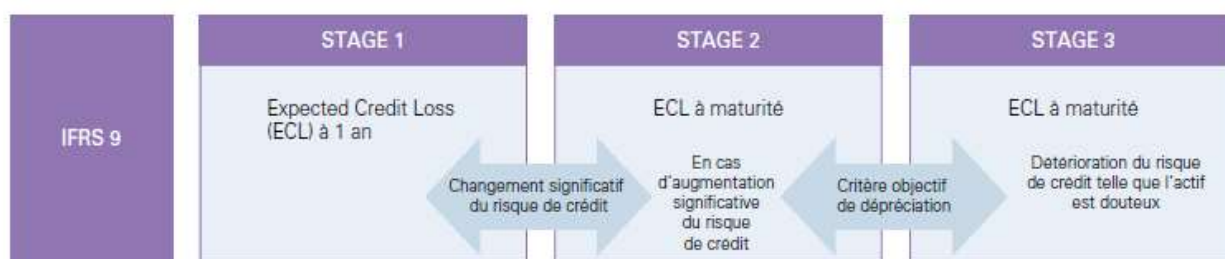 IFRS 9
STAGE 1
Expected Credit Loss
(ECL) à 1 an
Changement significatif
du risque de crédit
STAGE 2
ECL à maturité
En cas
d'augmentation
significative
du risque
de crédit
Critère objectif
de dépréciation
STAGE 3
ECL à maturité
Détérioration du risque
de crédit telle que l'actif
est douteux